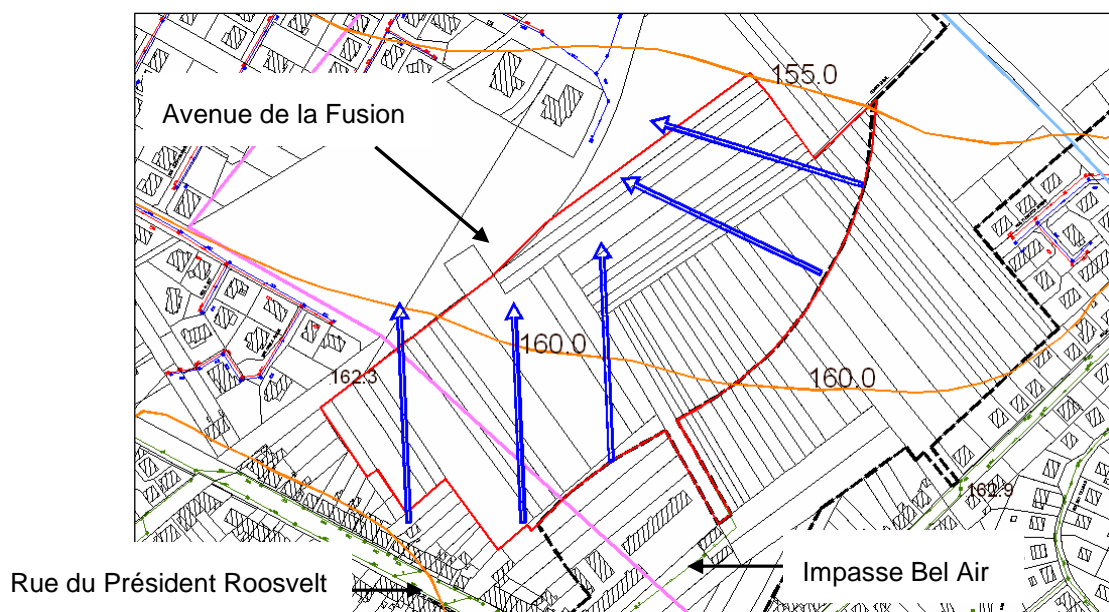 155.0
Avenue de la Fusion
160.0
162.3
160.0
162.9
Impasse Bel Air
Rue du Président Roosvelt